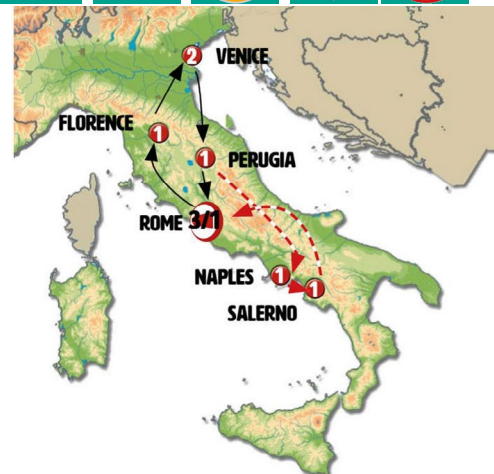 2 VENICE
FLORENCE
1
1 PERUGIA
ROME 3/1
NAPLES 1
1
SALERNO